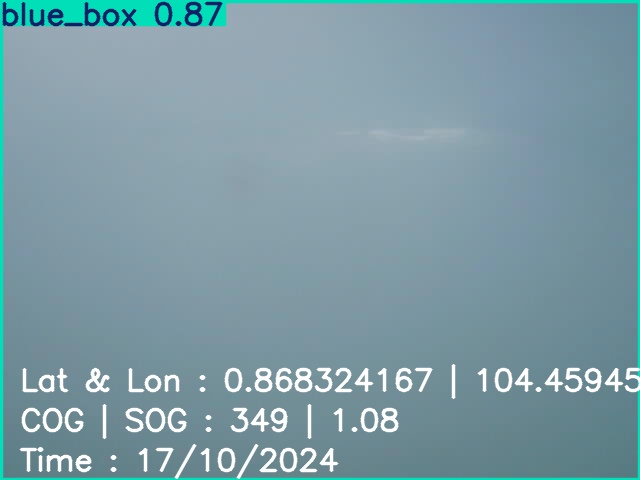 blue_box 0.87
Lat & Lon : 0.868324167 | 104.45945
COG | SOG : 349 | 1.08
Time : 17/10/2024